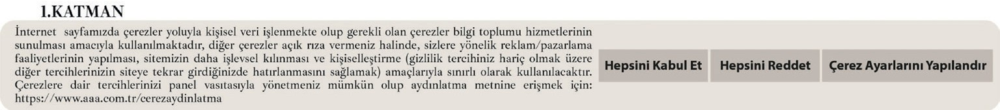 1.KATMAN
İnternet sayfamızda çerezler yoluyla kişisel veri işlenmekte olup gerekli olan çerezler bilgi toplumu hizmetlerinin
sunulması amacıyla kullanılmaktadır, diğer çerezler açık rıza vermeniz halinde, sizlere yönelik reklam/pazarlama
faaliyetlerinin yapılması, sitemizin daha işlevsel kılınması ve kişiselleştirme (gizlilik tercihiniz hariç olmak üzere
diğer tercihlerinizin siteye tekrar girdiğinizde hatırlanmasını sağlamak) amaçlarıyla sınırlı olarak kullanılacaktır.
Çerezlere dair tercihlerinizi panel vasıtasıyla yönetmeniz mümkün olup aydınlatma metnine erişmek için:
https://www.aaa.com.tr/cerezaydinlatma
Hepsini Kabul Et
Hepsini Reddet
Çerez Ayarlarını Yapılandır